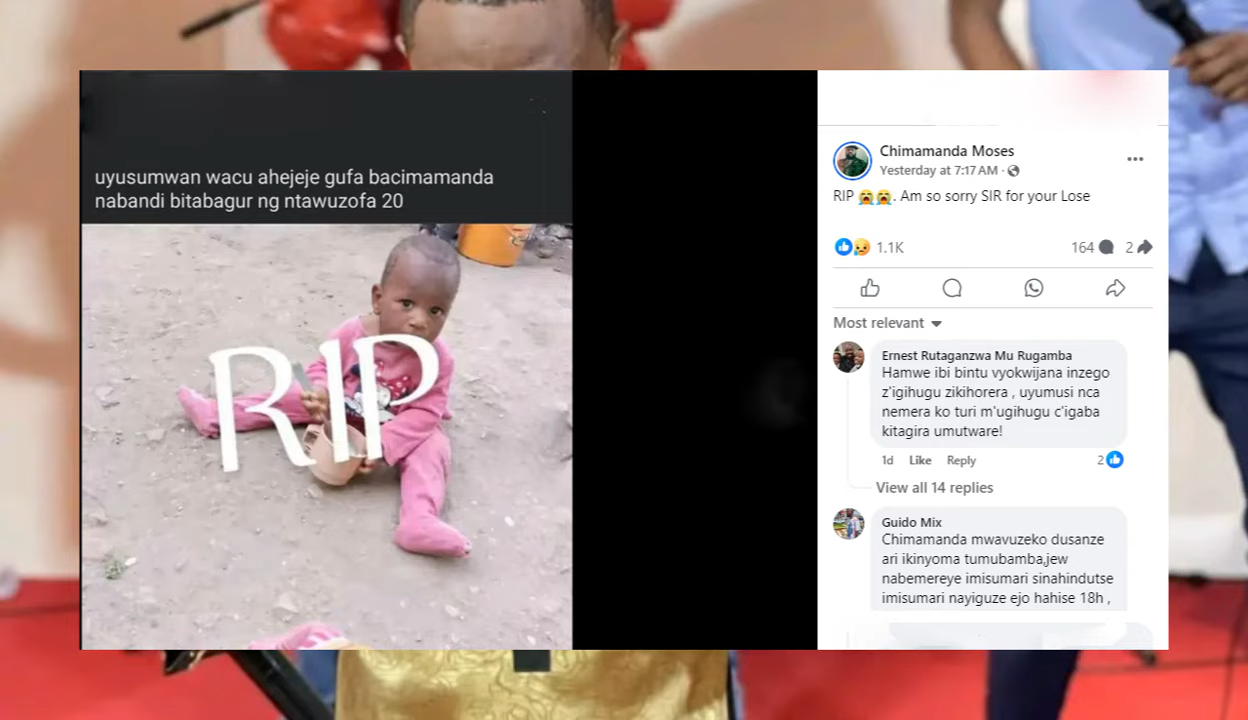 uyusumwan wacu ahejeje gufa bacimamanda
nabandi bitabagur ng ntawuzofa 20
RIP
Chimamanda Moses
Yesterday at 7:17 AM ·
RIP 😭😭. Am so sorry SIR for your Lose
1.1K
164
2
Most relevant
Ernest Rutaganzwa Mu Rugamba
Hamwe ibi bintu vyokwijana inzego
z'igihugu zikihorera , uyumusi nca
nemera ko turi m'ugihugu c'igaba
kitagira umutware!
1d Like Reply
2
View all 14 replies
Guido Mix
Chimamanda mwavuzeko dusanze
ari ikinyoma tumubamba,jew
nabemereye imisumari sinahindutse
imisumari nayiguze ejo hahise 18h ,